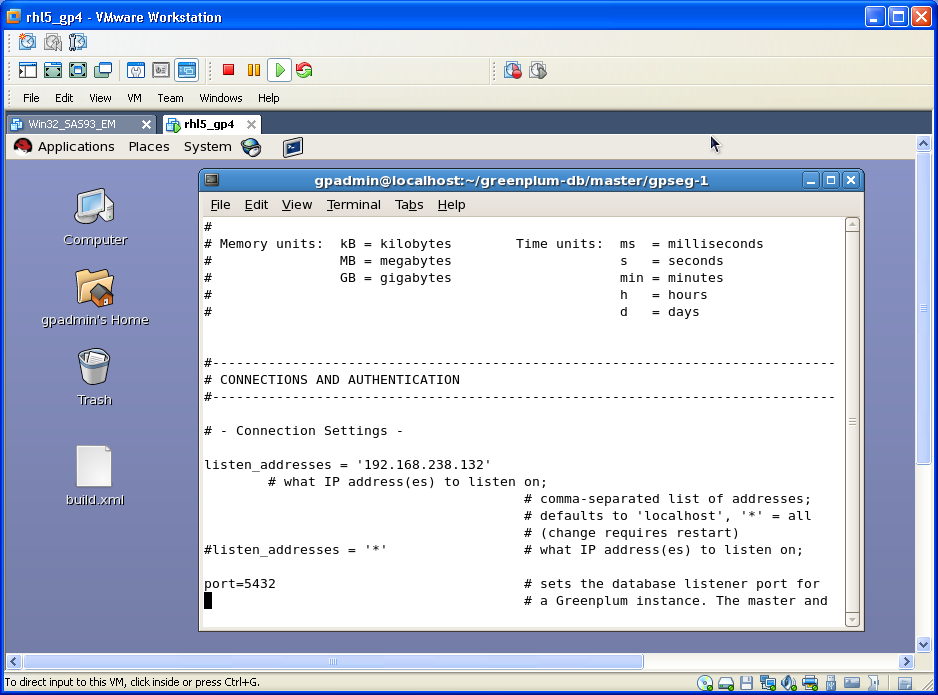 rhl5_gp4 - VMware Workstation
File Edit View VM Team Windows Help
Win32_SAS93_EM rhl5_gp4
Applications Places System
Computer
gpadmin's Home
Trash
build.xml
gpadmin@localhost:~/greenplum-db/master/gpseg-1
File Edit View Terminal Tabs Help
#
# Memory units:  kB = kilobytes        Time units:  ms  = milliseconds
#                MB = megabytes                     s   = seconds
#                GB = gigabytes                     min = minutes
#                                                   h   = hours
#                                                   d   = days
#------------------------------------------------------------------------------
# CONNECTIONS AND AUTHENTICATION
#------------------------------------------------------------------------------
# - Connection Settings -
listen_addresses = '192.168.238.132'
        # what IP address(es) to listen on;
                                        # comma-separated list of addresses;
                                        # defaults to 'localhost', '*' = all
                                        # (change requires restart)
#listen_addresses = '*'                 # what IP address(es) to listen on;
port=5432                               # sets the database listener port for
                                        # a Greenplum instance. The master and
To direct input to this VM, click inside or press Ctrl+G.